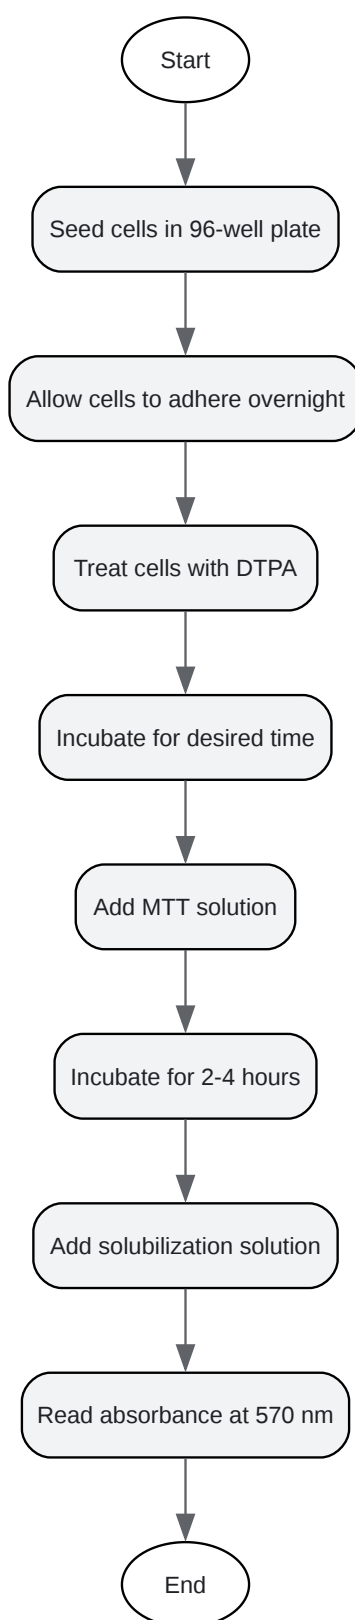 Start
Seed cells in 96-well plate
Allow cells to adhere overnight
Treat cells with DTPA
Incubate for desired time
Add MTT solution
Incubate for 2-4 hours
Add solubilization solution
Read absorbance at 570 nm
End